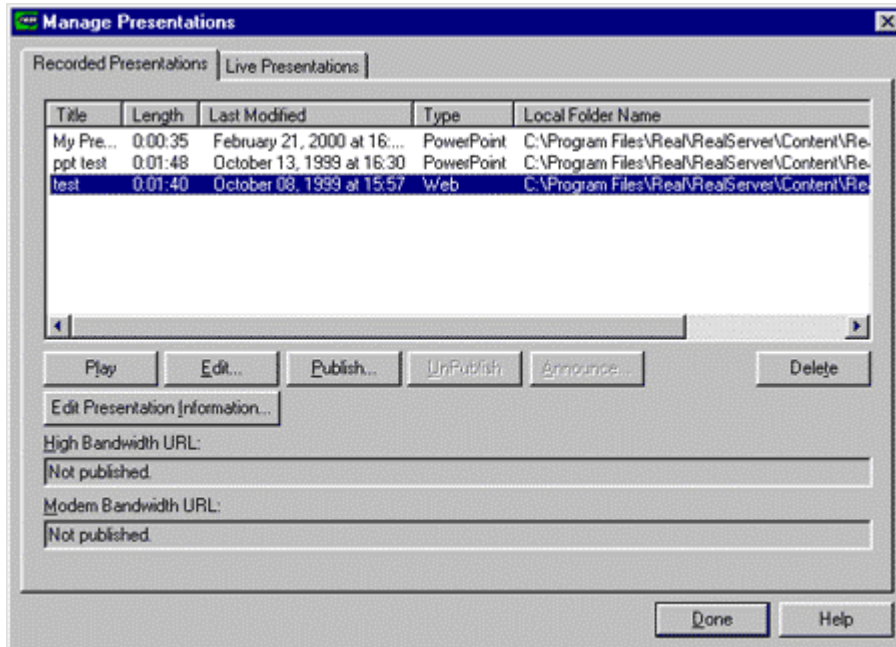 Manage Presentations
Recorded Presentations Live Presentations
Title Length Last Modified Type Local Folder Name
My Pre... 0:00:35 February 21, 2000 at 16:... PowerPoint C:\Program Files\Real\RealServer\Content\Re
ppt test 0:01:48 October 13, 1999 at 16:30 PowerPoint C:\Program Files\Real\RealServer\Content\Re
test 0:01:40 October 08, 1999 at 15:57 Web C:\Program Files\Real\RealServer\Content\Re
Play Edit... Publish... UnPublish Announce... Delete
Edit Presentation Information...
High Bandwidth URL:
Not published.
Modem Bandwidth URL:
Not published.
Done Help